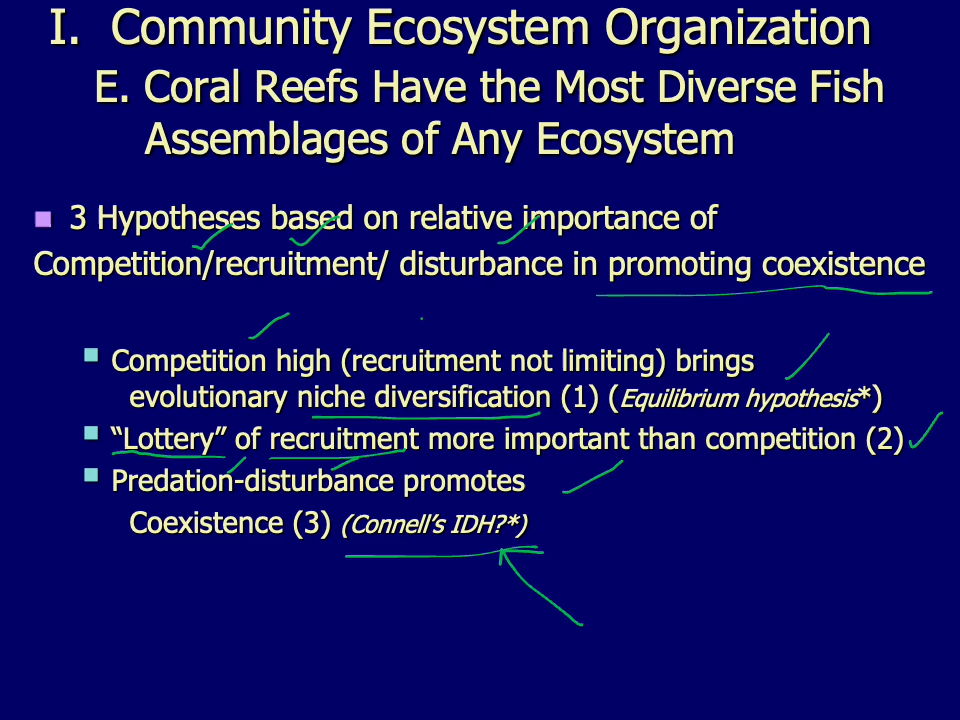 I. Community Ecosystem Organization
E. Coral Reefs Have the Most Diverse Fish
Assemblages of Any Ecosystem
3 Hypotheses based on relative importance of
Competition/recruitment/ disturbance in promoting coexistence
Competition high (recruitment not limiting) brings
evolutionary niche diversification (1) (Equilibrium hypothesis*)
“Lottery” of recruitment more important than competition (2)
Predation-disturbance promotes
Coexistence (3) (Connell’s IDH?*)